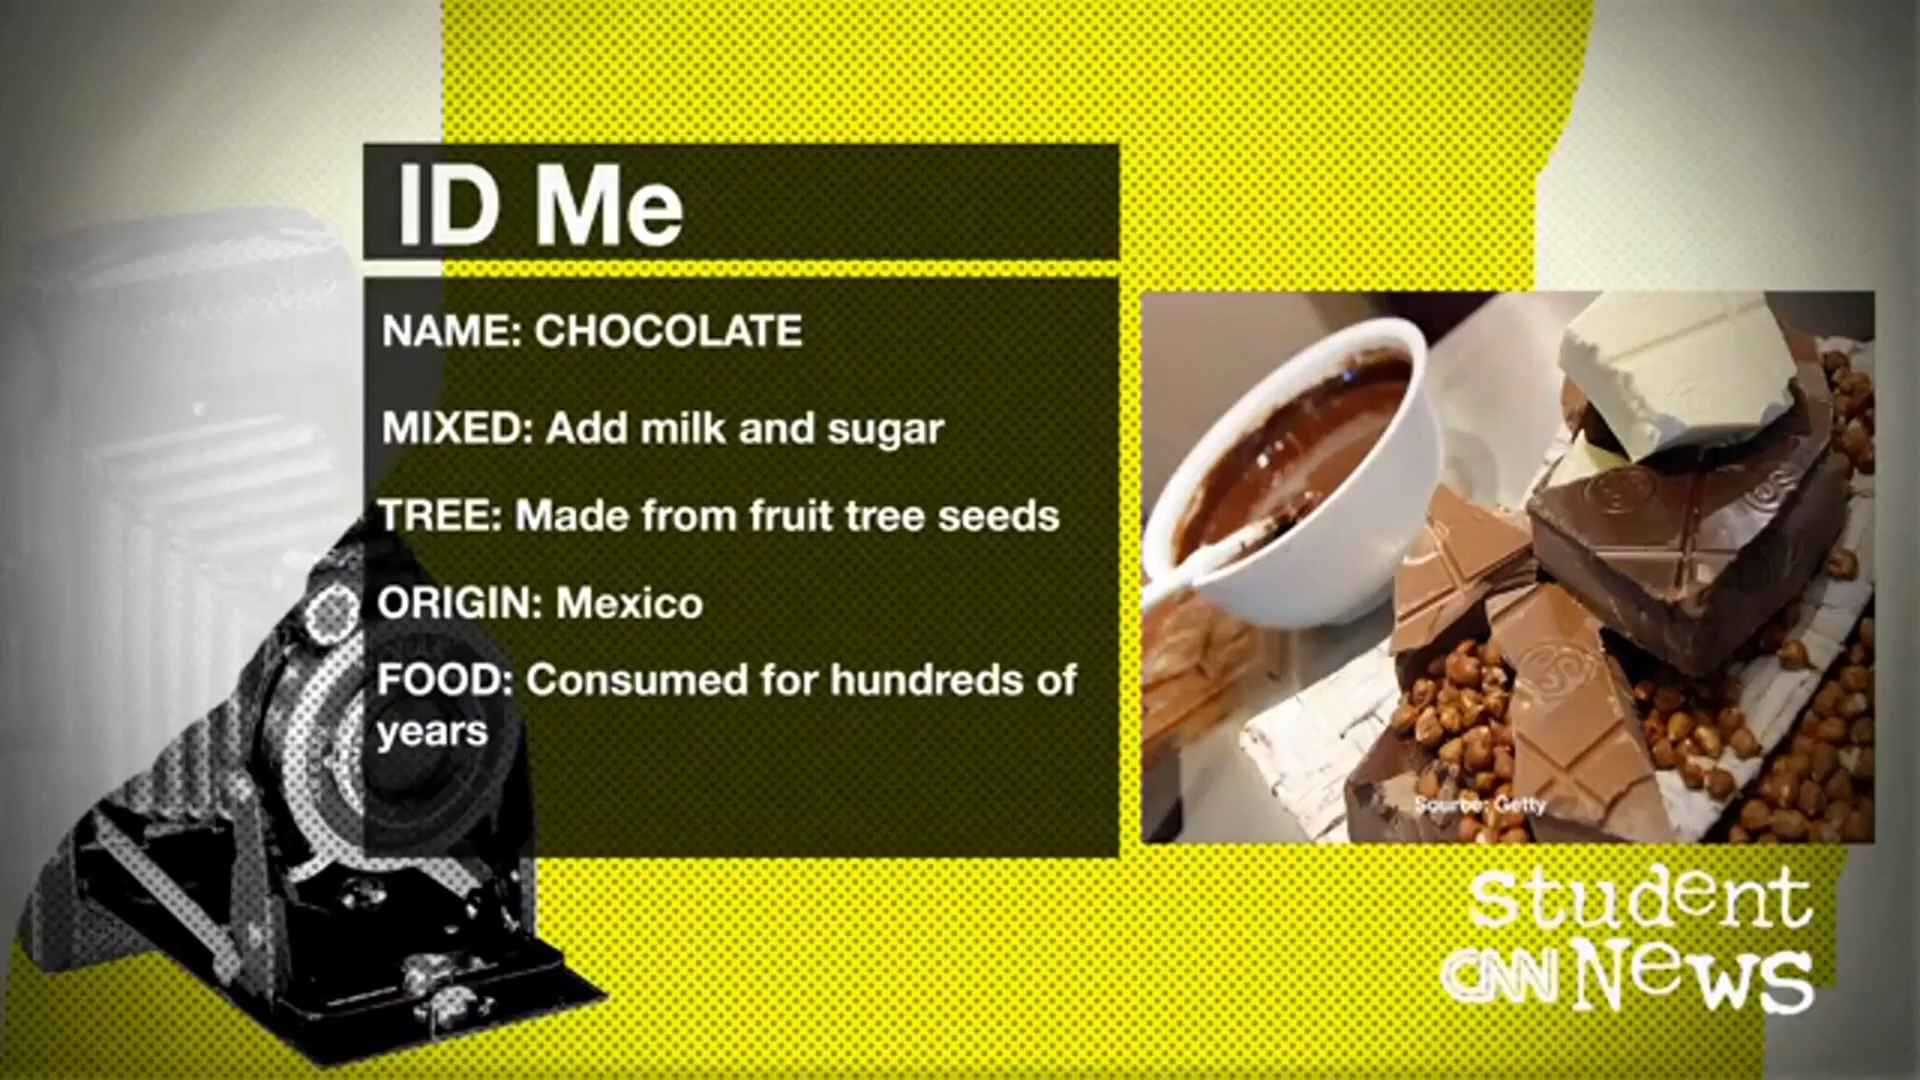 ID Me
NAME: CHOCOLATE
MIXED: Add milk and sugar
TREE: Made from fruit tree seeds
ORIGIN: Mexico
FOOD: Consumed for hundreds of
years
Source: Getty
Student
CNN News